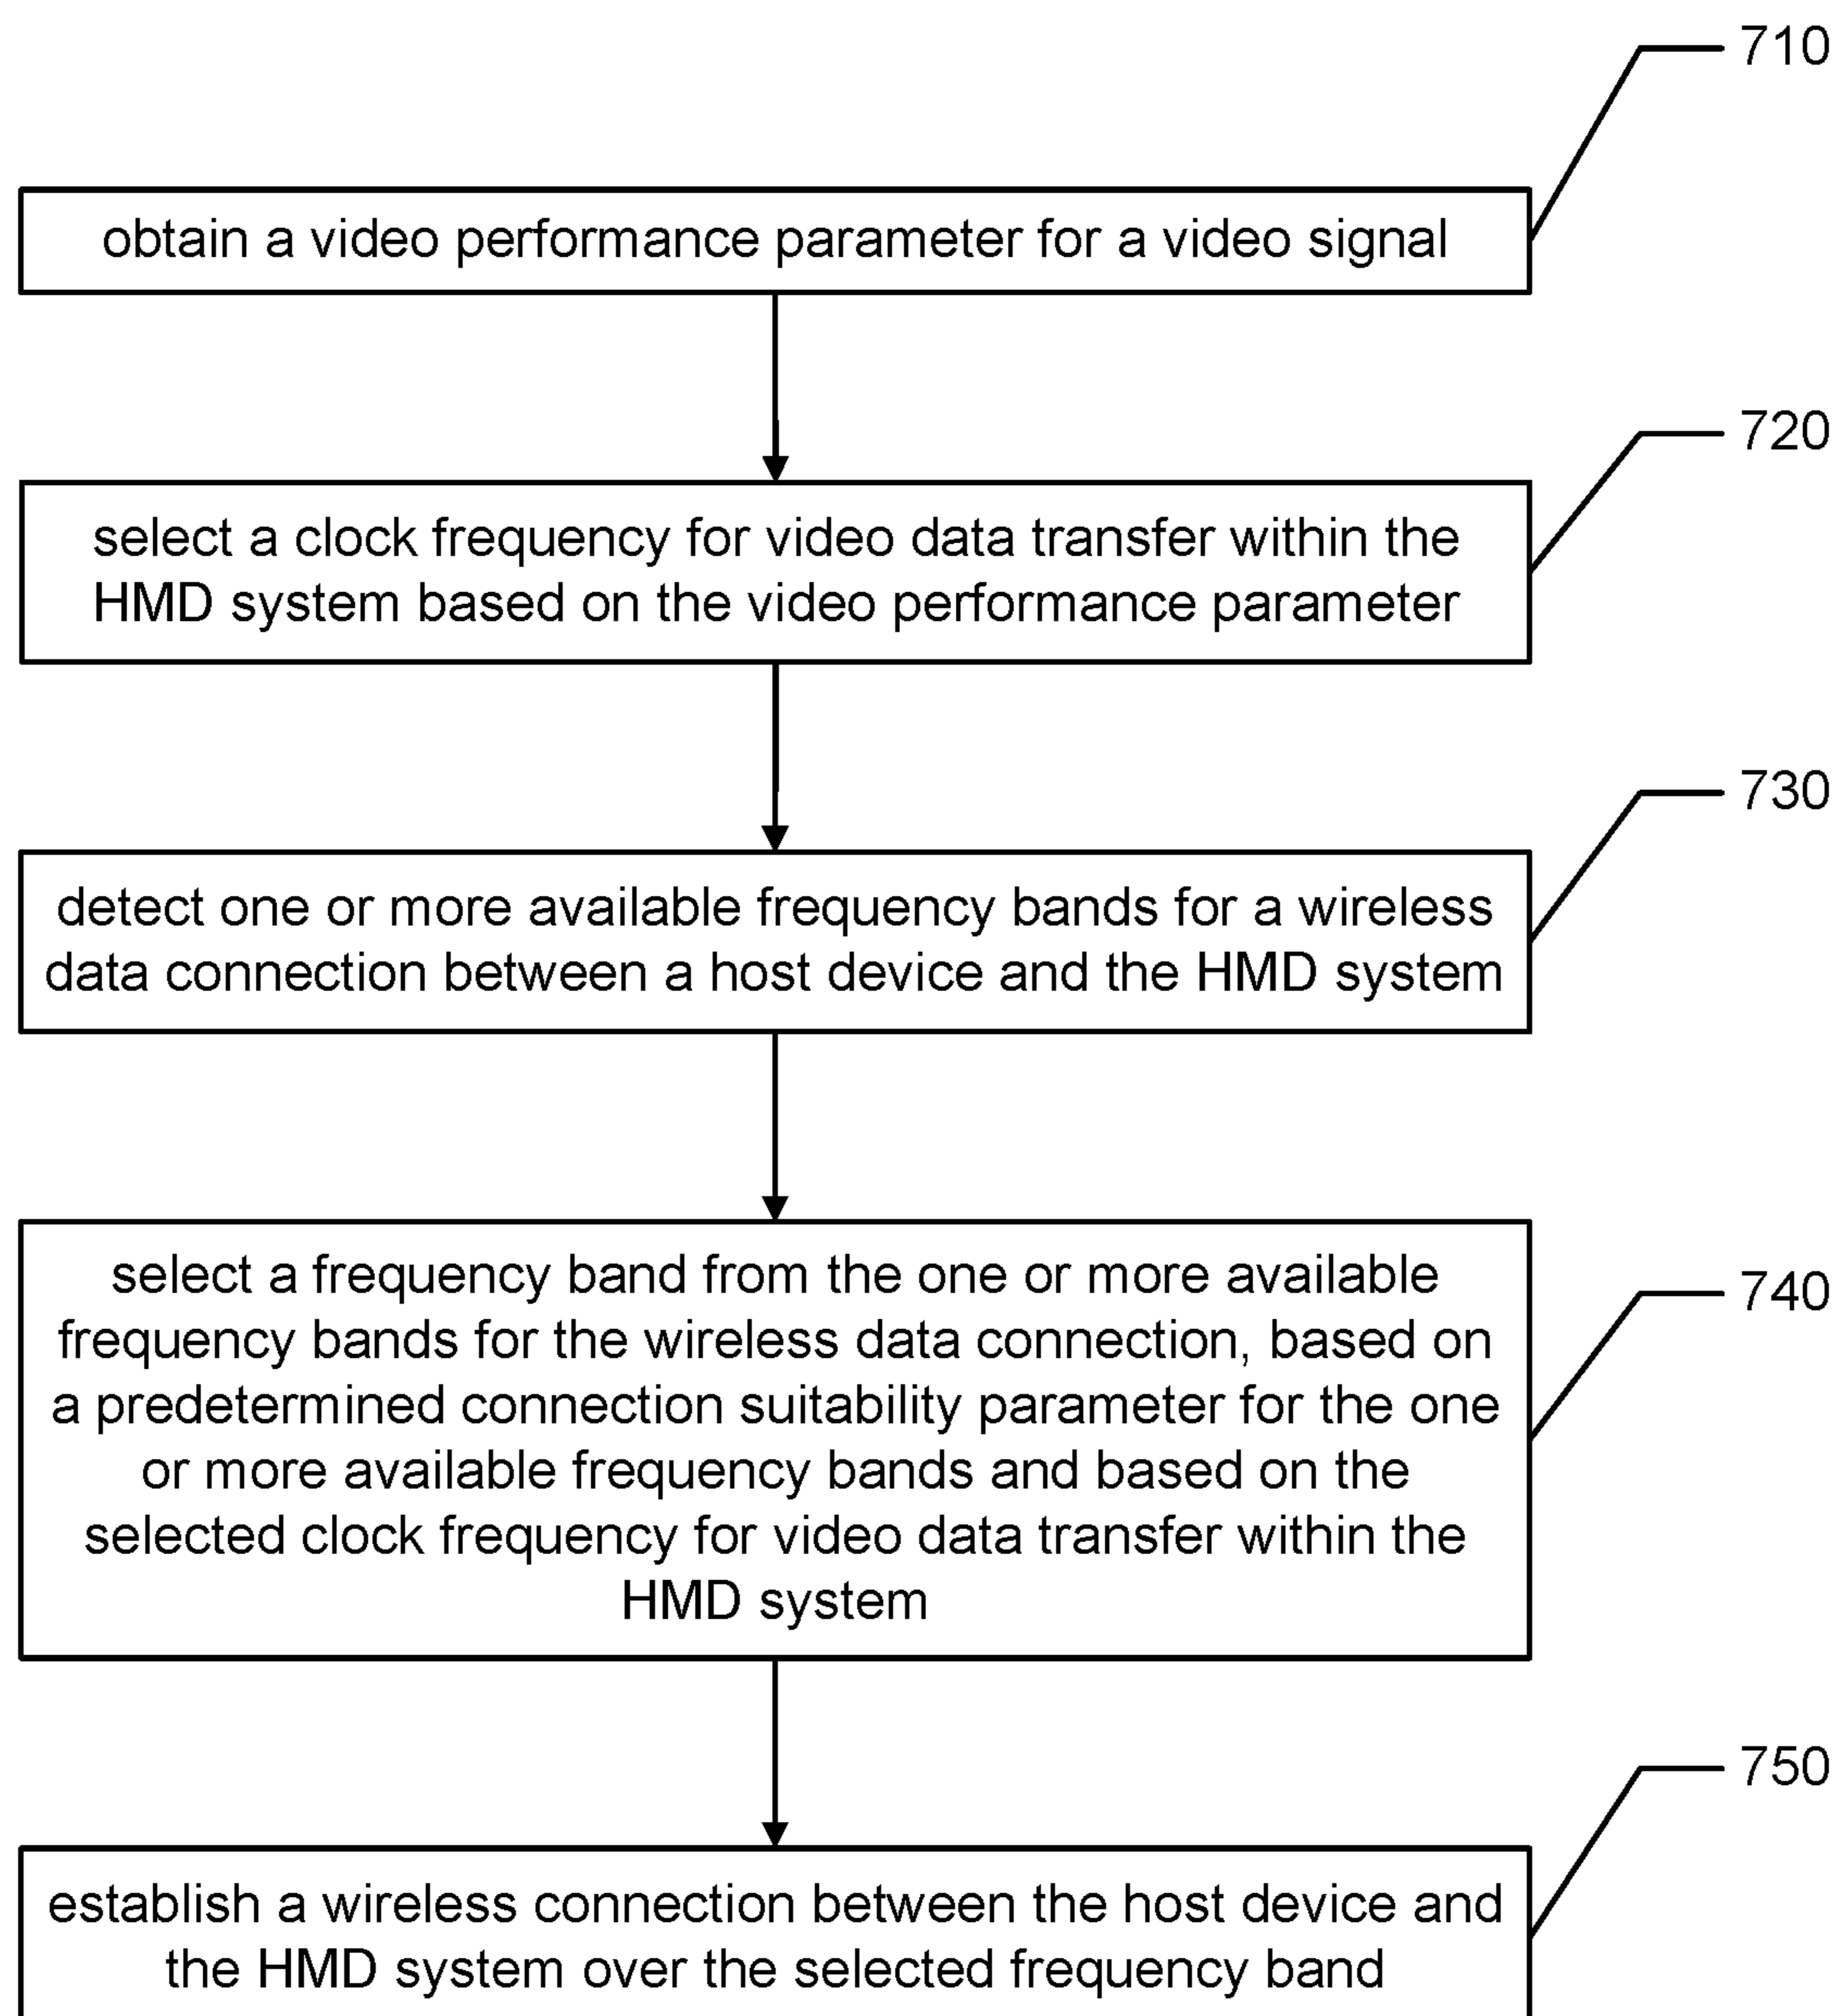 710
obtain a video performance parameter for a video signal
720
select a clock frequency for video data transfer within the
HMD system based on the video performance parameter
730
detect one or more available frequency bands for a wireless
data connection between a host device and the HMD system
740
select a frequency band from the one or more available
frequency bands for the wireless data connection, based on
a predetermined connection suitability parameter for the one
or more available frequency bands and based on the
selected clock frequency for video data transfer within the
HMD system
750
establish a wireless connection between the host device and
the HMD system over the selected frequency band